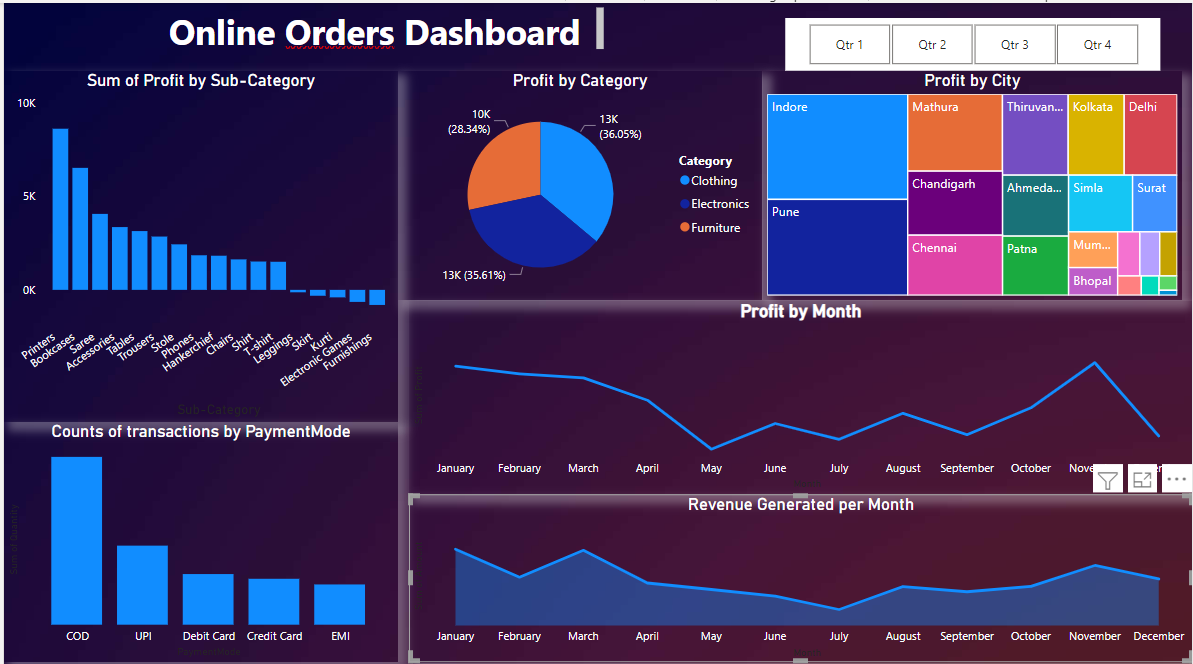 Online Orders Dashboard
Qtr 1
Qtr 2
Qtr 3
Qtr 4
Sum of Profit by Sub-Category
10K
5K
0K
Printers
Bookcases
Saree
Accessories
Tables
Trousers
Stole
Phones
Hankerchief
Chairs
Shirt
T-shirt
Leggings
Skirt
Kurti
Electronic Games
Furnishings
Sub-Category
Profit by Category
10K
(28.34%)
13K
(36.05%)
13K (35.61%)
Category
Clothing
Electronics
Furniture
Profit by City
Indore
Pune
Mathura
Chandigarh
Chennai
Thiruvan...
Ahmeda...
Patna
Kolkata
Delhi
Simla
Surat
Mum...
Bhopal
Profit by Month
January
February
March
April
May
June
July
August
September
October
Counts of transactions by PaymentMode
COD
UPI
Debit Card
Credit Card
EMI
PaymentMode
Revenue Generated per Month
January
February
March
April
May
June
July
August
September
October
November
December